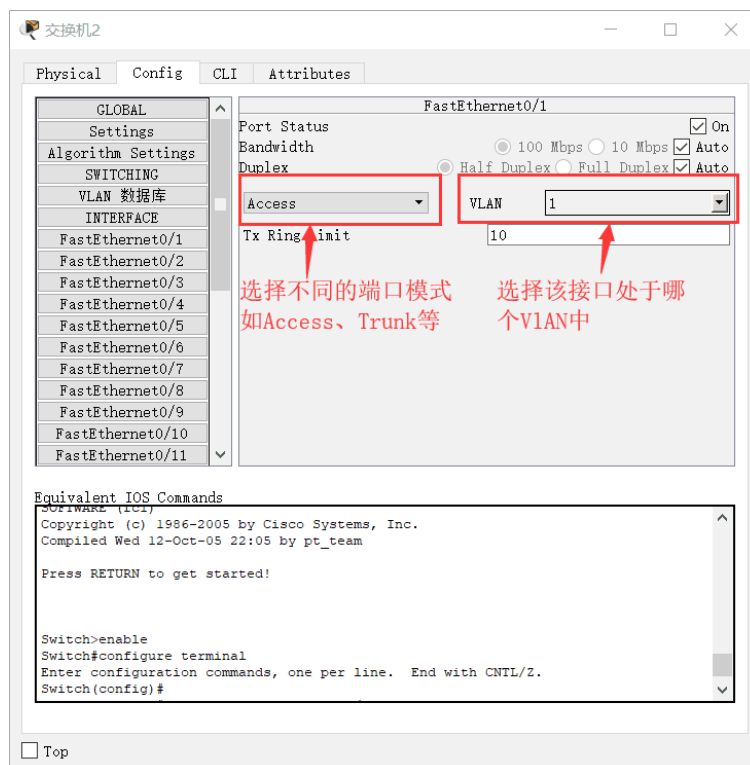 交换机2
Physical Config CLI Attributes
GLOBAL
Settings
Algorithm Settings
SWITCHING
VLAN 数据库
INTERFACE
FastEthernet0/1
FastEthernet0/2
FastEthernet0/3
FastEthernet0/4
FastEthernet0/5
FastEthernet0/6
FastEthernet0/7
FastEthernet0/8
FastEthernet0/9
FastEthernet0/10
FastEthernet0/11
FastEthernet0/1
Port Status On
Bandwidth 100 Mbps 10 Mbps Auto
Duplex Half Duplex Full Duplex Auto
Access VLAN 1
Tx Ring Limit 10
选择不同的端口模式
如Access、Trunk等
选择该接口处于哪
个VlAN中
Equivalent IOS Commands
SOFTWARE (fc1)
Copyright (c) 1986-2005 by Cisco Systems, Inc.
Compiled Wed 12-Oct-05 22:05 by pt_team
Press RETURN to get started!
Switch>enable
Switch#configure terminal
Enter configuration commands, one per line. End with CNTL/Z.
Switch(config)#
Top